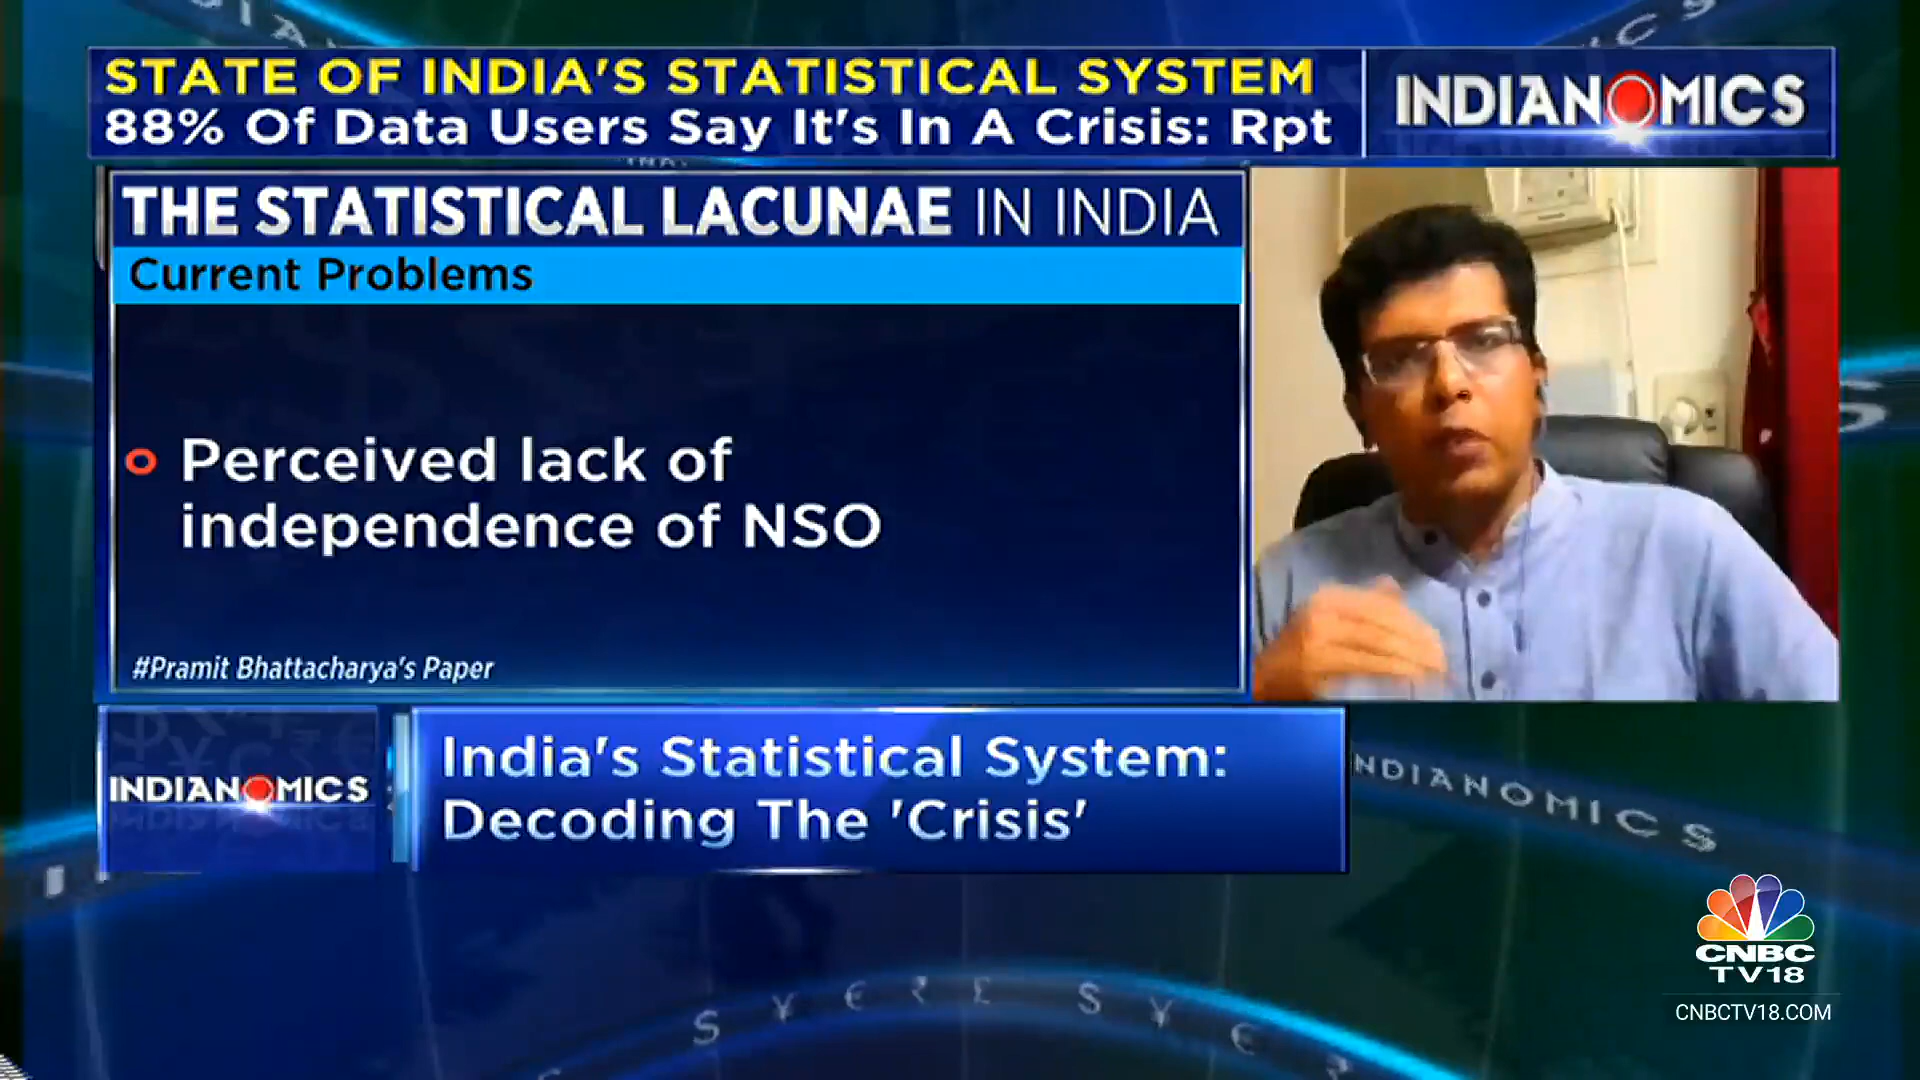 STATE OF INDIA'S STATISTICAL SYSTEM
88% Of Data Users Say It's In A Crisis: Rpt
INDIANOMICS
THE STATISTICAL LACUNAE IN INDIA
Current Problems
Perceived lack of
independence of NSO
#Pramit Bhattacharya's Paper
INDIANOMICS
India's Statistical System:
Decoding The 'Crisis'
INDIANOMICS
CNBC
TV18
CNBCTV18.COM
$ ¥ € ₹ £ $ ¥ €